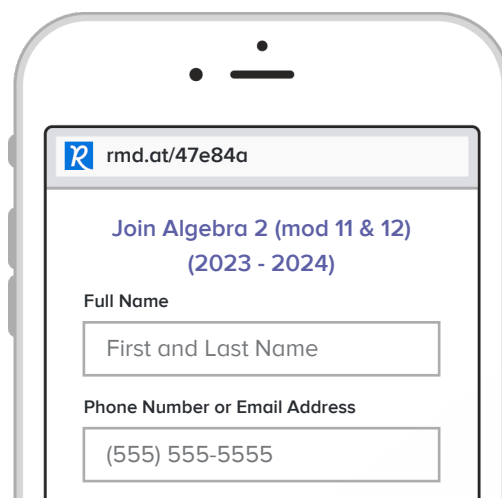 rmd.at/47e84a
Join Algebra 2 (mod 11 & 12)
(2023 - 2024)
Full Name
First and Last Name
Phone Number or Email Address
(555) 555-5555